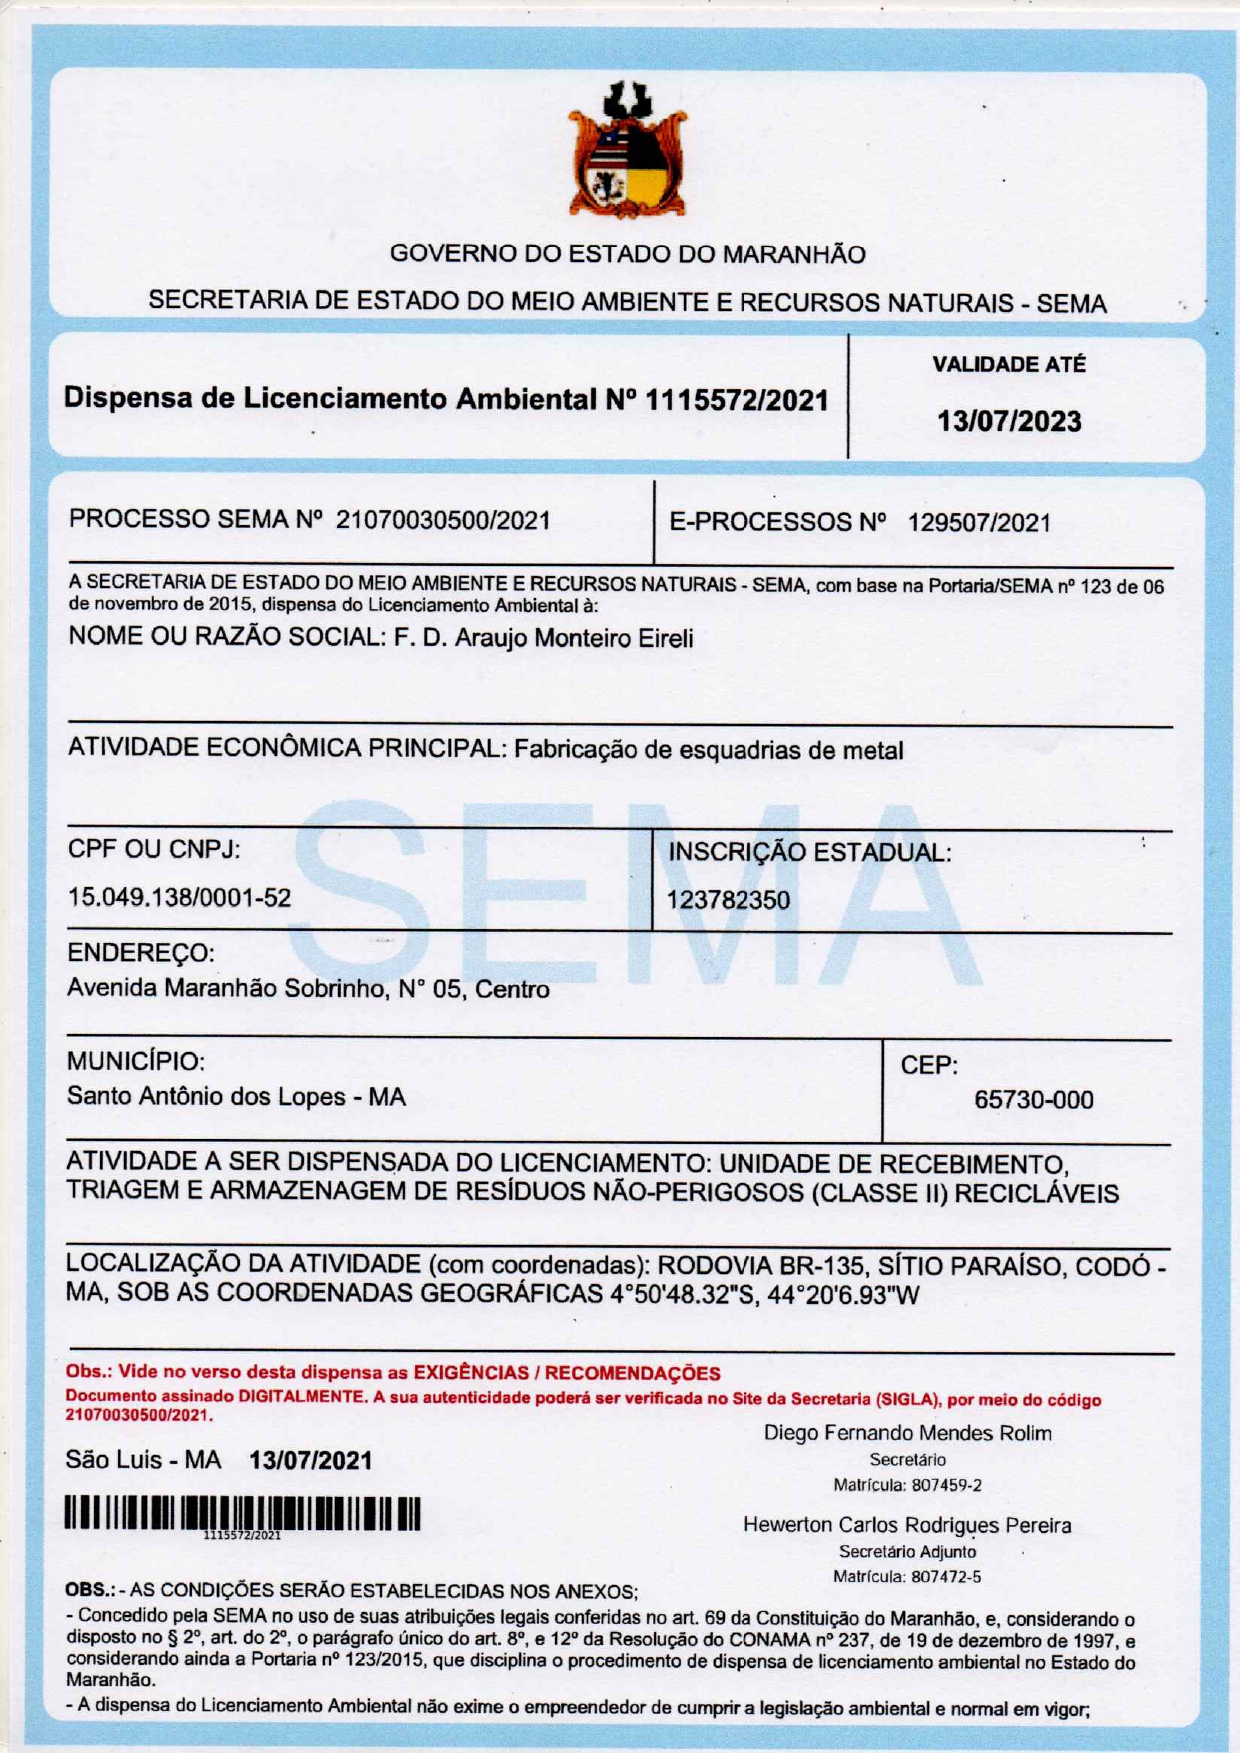 GOVERNO DO ESTADO DO MARANHÃO
SECRETARIA DE ESTADO DO MEIO AMBIENTE E RECURSOS NATURAIS - SEMA
Dispensa de Licenciamento Ambiental Nº 1115572/2021
VALIDADE ATÉ
13/07/2023
PROCESSO SEMA Nº 21070030500/2021
E-PROCESSOS Nº 129507/2021
A SECRETARIA DE ESTADO DO MEIO AMBIENTE E RECURSOS NATURAIS - SEMA, com base na Portaria/SEMA nº 123 de 06
de novembro de 2015, dispensa do Licenciamento Ambiental à:
NOME OU RAZÃO SOCIAL: F. D. Araujo Monteiro Eireli
ATIVIDADE ECONÔMICA PRINCIPAL: Fabricação de esquadrias de metal
SEMA
CPF OU CNPJ:
15.049.138/0001-52
INSCRIÇÃO ESTADUAL:
123782350
ENDEREÇO:
Avenida Maranhão Sobrinho, N° 05, Centro
MUNICÍPIO:
Santo Antônio dos Lopes - MA
CEP:
65730-000
ATIVIDADE A SER DISPENSADA DO LICENCIAMENTO: UNIDADE DE RECEBIMENTO,
TRIAGEM E ARMAZENAGEM DE RESÍDUOS NÃO-PERIGOSOS (CLASSE II) RECICLÁVEIS
LOCALIZAÇÃO DA ATIVIDADE (com coordenadas): RODOVIA BR-135, SÍTIO PARAÍSO, CODÓ -
MA, SOB AS COORDENADAS GEOGRÁFICAS 4°50'48.32"S, 44°20'6.93"W
Obs.: Vide no verso desta dispensa as EXIGÊNCIAS / RECOMENDAÇÕES
Documento assinado DIGITALMENTE. A sua autenticidade poderá ser verificada no Site da Secretaria (SIGLA), por meio do código
21070030500/2021.
São Luis - MA 13/07/2021
1115572/2021
Diego Fernando Mendes Rolim
Secretário
Matrícula: 807459-2
Hewerton Carlos Rodrigues Pereira
Secretário Adjunto
Matrícula: 807472-5
OBS.: - AS CONDIÇÕES SERÃO ESTABELECIDAS NOS ANEXOS;
- Concedido pela SEMA no uso de suas atribuições legais conferidas no art. 69 da Constituição do Maranhão, e, considerando o
disposto no § 2º, art. do 2º, o parágrafo único do art. 8º, e 12º da Resolução do CONAMA nº 237, de 19 de dezembro de 1997, e
considerando ainda a Portaria nº 123/2015, que disciplina o procedimento de dispensa de licenciamento ambiental no Estado do
Maranhão.
- A dispensa do Licenciamento Ambiental não exime o empreendedor de cumprir a legislação ambiental e normal em vigor;